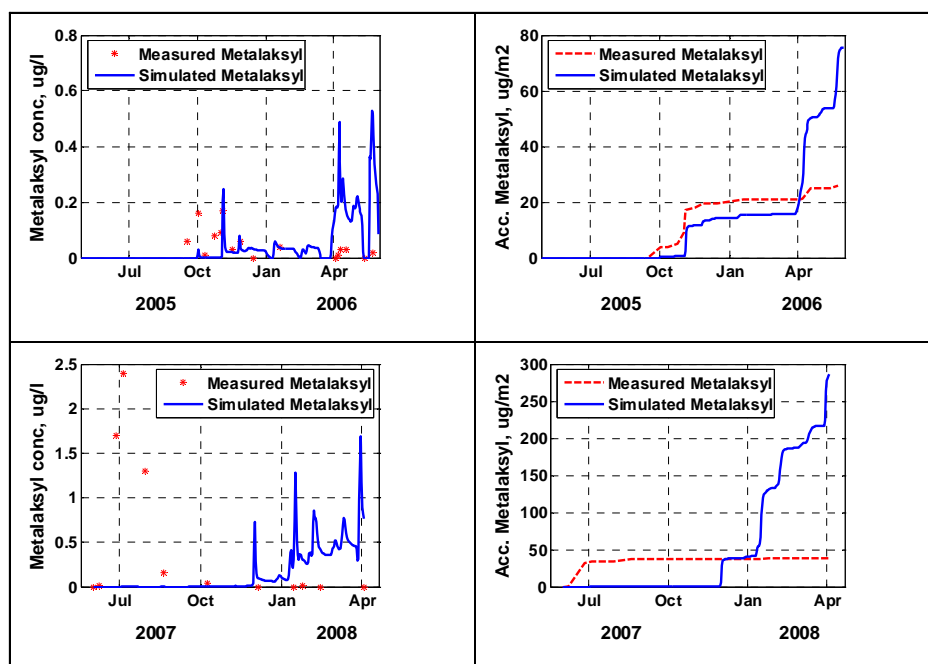 Metalaksyl conc, ug/l
0.8
0.6
0.4
0.2
0
Measured Metalaksyl
Simulated Metalaksyl
Jul Oct Jan Apr
2005 2006
Acc. Metalaksyl, ug/m2
80
60
40
20
0
Measured Metalaksyl
Simulated Metalaksyl
Jul Oct Jan Apr
2005 2006
Metalaksyl conc, ug/l
2.5
2
1.5
1
0.5
0
Measured Metalaksyl
Simulated Metalaksyl
Jul Oct Jan Apr
2007 2008
Acc. Metalaksyl, ug/m2
300
250
200
150
100
50
0
Measured Metalaksyl
Simulated Metalaksyl
Jul Oct Jan Apr
2007 2008